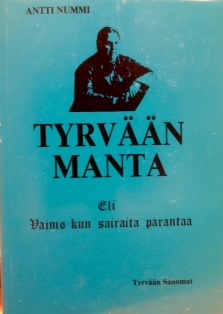 ANTTI NUMMI
TYRVÄÄN
MANTA
Eli
Vaimo kun sairaita parantaa
Tyrvään Sanomat